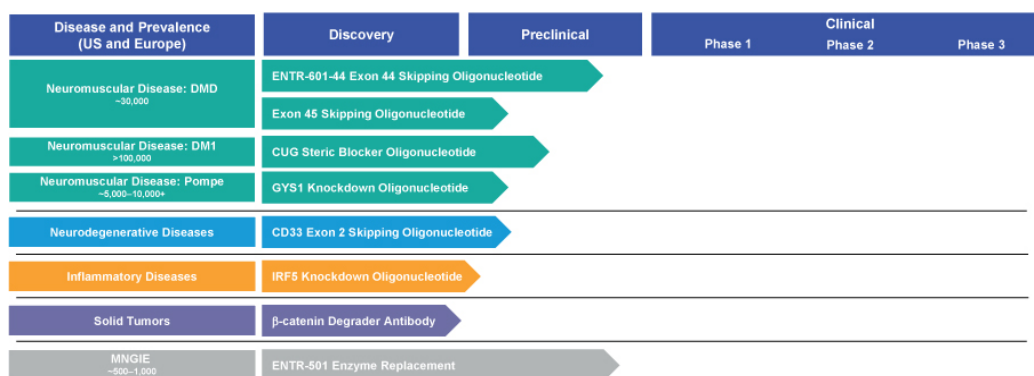 Disease and Prevalence
(US and Europe)
Discovery
Preclinical
Clinical
Phase 1
Phase 2
Phase 3
Neuromuscular Disease: DMD
~30,000
ENTR-601-44 Exon 44 Skipping Oligonucleotide
Exon 45 Skipping Oligonucleotide
Neuromuscular Disease: DM1
>100,000
CUG Steric Blocker Oligonucleotide
Neuromuscular Disease: Pompe
~5,000–10,000+
GYS1 Knockdown Oligonucleotide
Neurodegenerative Diseases
CD33 Exon 2 Skipping Oligonucleotide
Inflammatory Diseases
IRF5 Knockdown Oligonucleotide
Solid Tumors
β-catenin Degrader Antibody
MNGIE
~500–1,000
ENTR-501 Enzyme Replacement